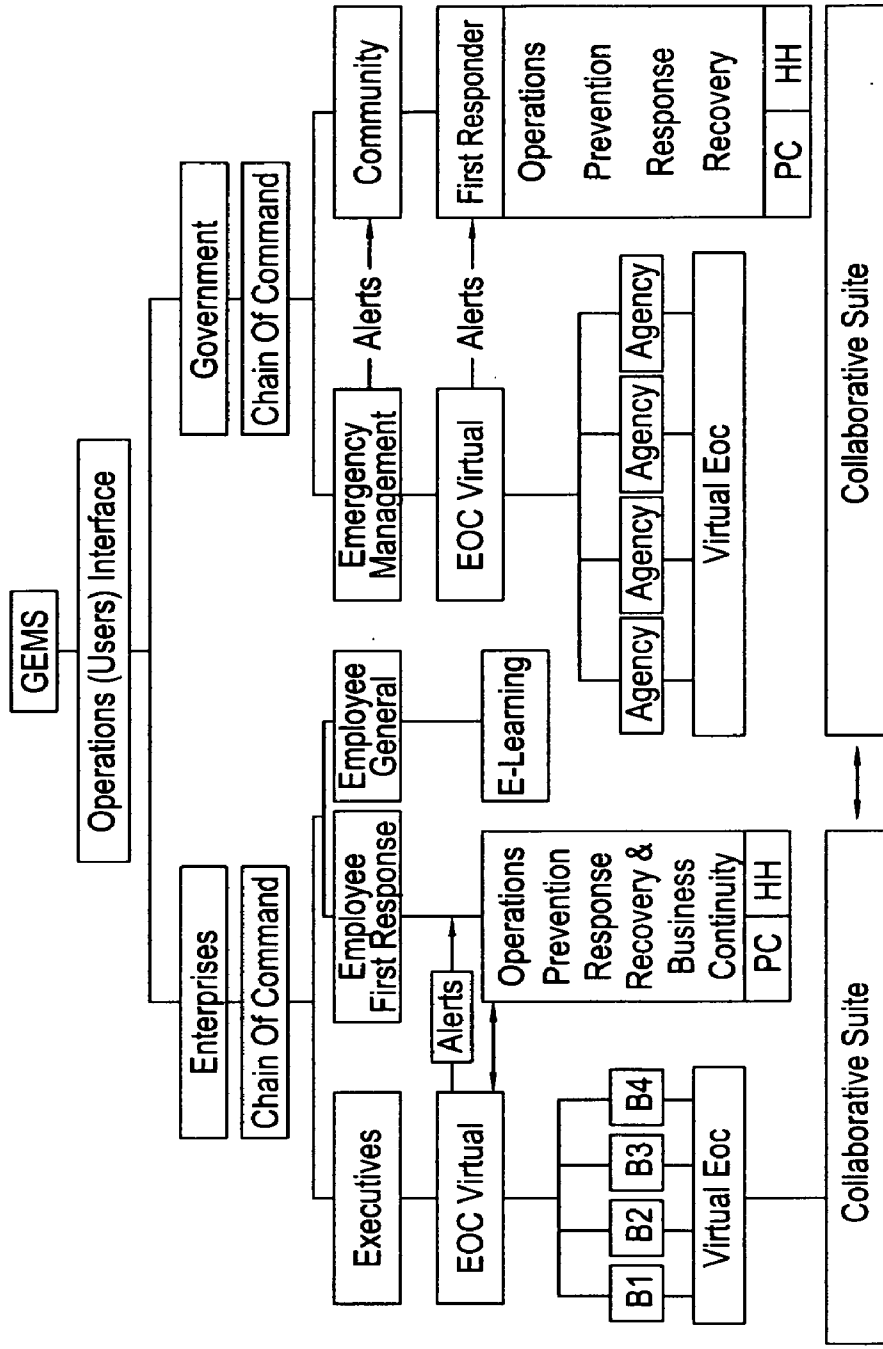 GEMS
Operations (Users) Interface
Enterprises
Government
Chain Of Command
Chain Of Command
Executives
Employee
First Response
Employee
General
Emergency
Management
Alerts
Community
EOC Virtual
Alerts
Operations
Prevention
Response
Recovery &
Business
Continuity
PC
HH
E-Learning
EOC Virtual
Alerts
First Responder
Operations
Prevention
Response
Recovery
PC
HH
B1
B2
B3
B4
Virtual Eoc
Agency
Agency
Agency
Agency
Virtual Eoc
Collaborative Suite
Collaborative Suite